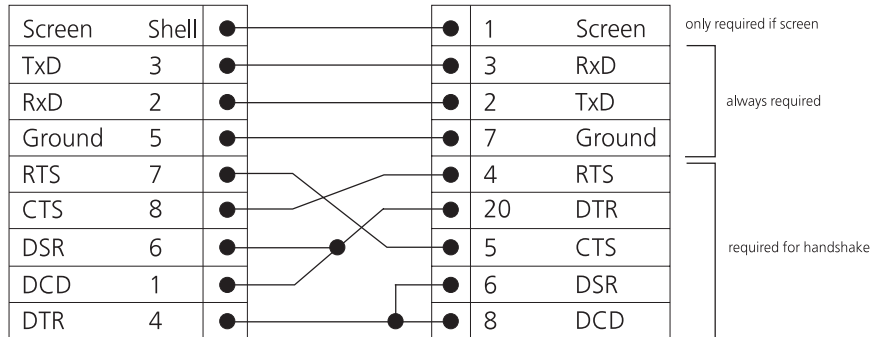 Screen Shell 1 Screen only required if screen
TxD 3 3 RxD
RxD 2 2 TxD always required
Ground 5 7 Ground
RTS 7 4 RTS
CTS 8 20 DTR
DSR 6 5 CTS required for handshake
DCD 1 6 DSR
DTR 4 8 DCD